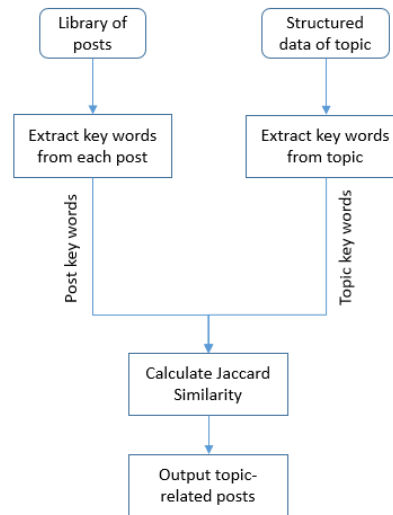 Library of
posts
Structured
data of topic
Extract key words
from each post
Extract key words
from topic
Post key words
Topic key words
Calculate Jaccard
Similarity
Output topic-
related posts